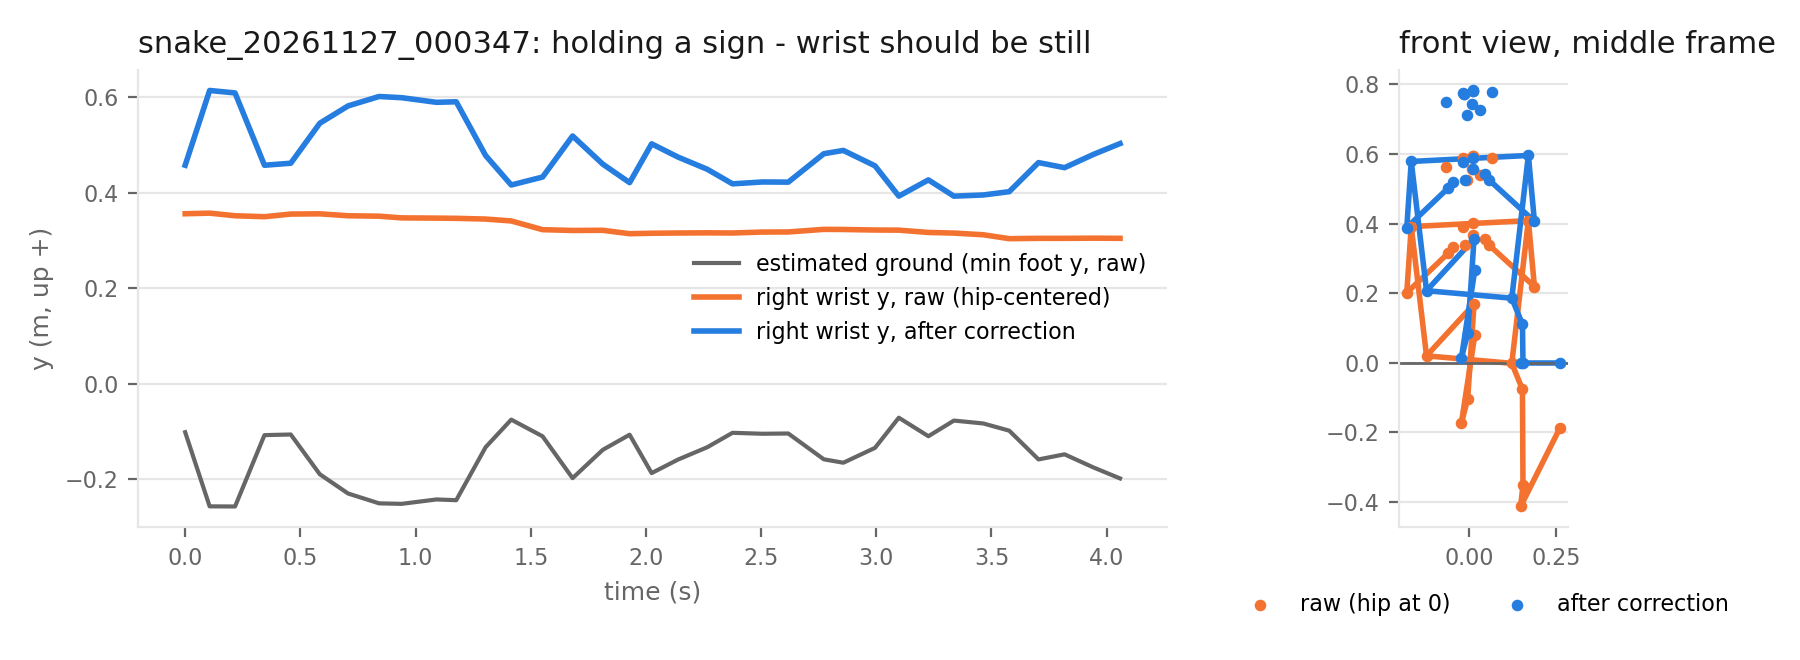 snake_20261127_000347: holding a sign - wrist should be still
y (m, up +)
0.6
0.4
0.2
0.0
−0.2
estimated ground (min foot y, raw)
right wrist y, raw (hip-centered)
right wrist y, after correction
0.0 0.5 1.0 1.5 2.0 2.5 3.0 3.5 4.0
time (s)
front view, middle frame
0.8
0.6
0.4
0.2
0.0
−0.2
−0.4
0.00 0.25
raw (hip at 0) after correction